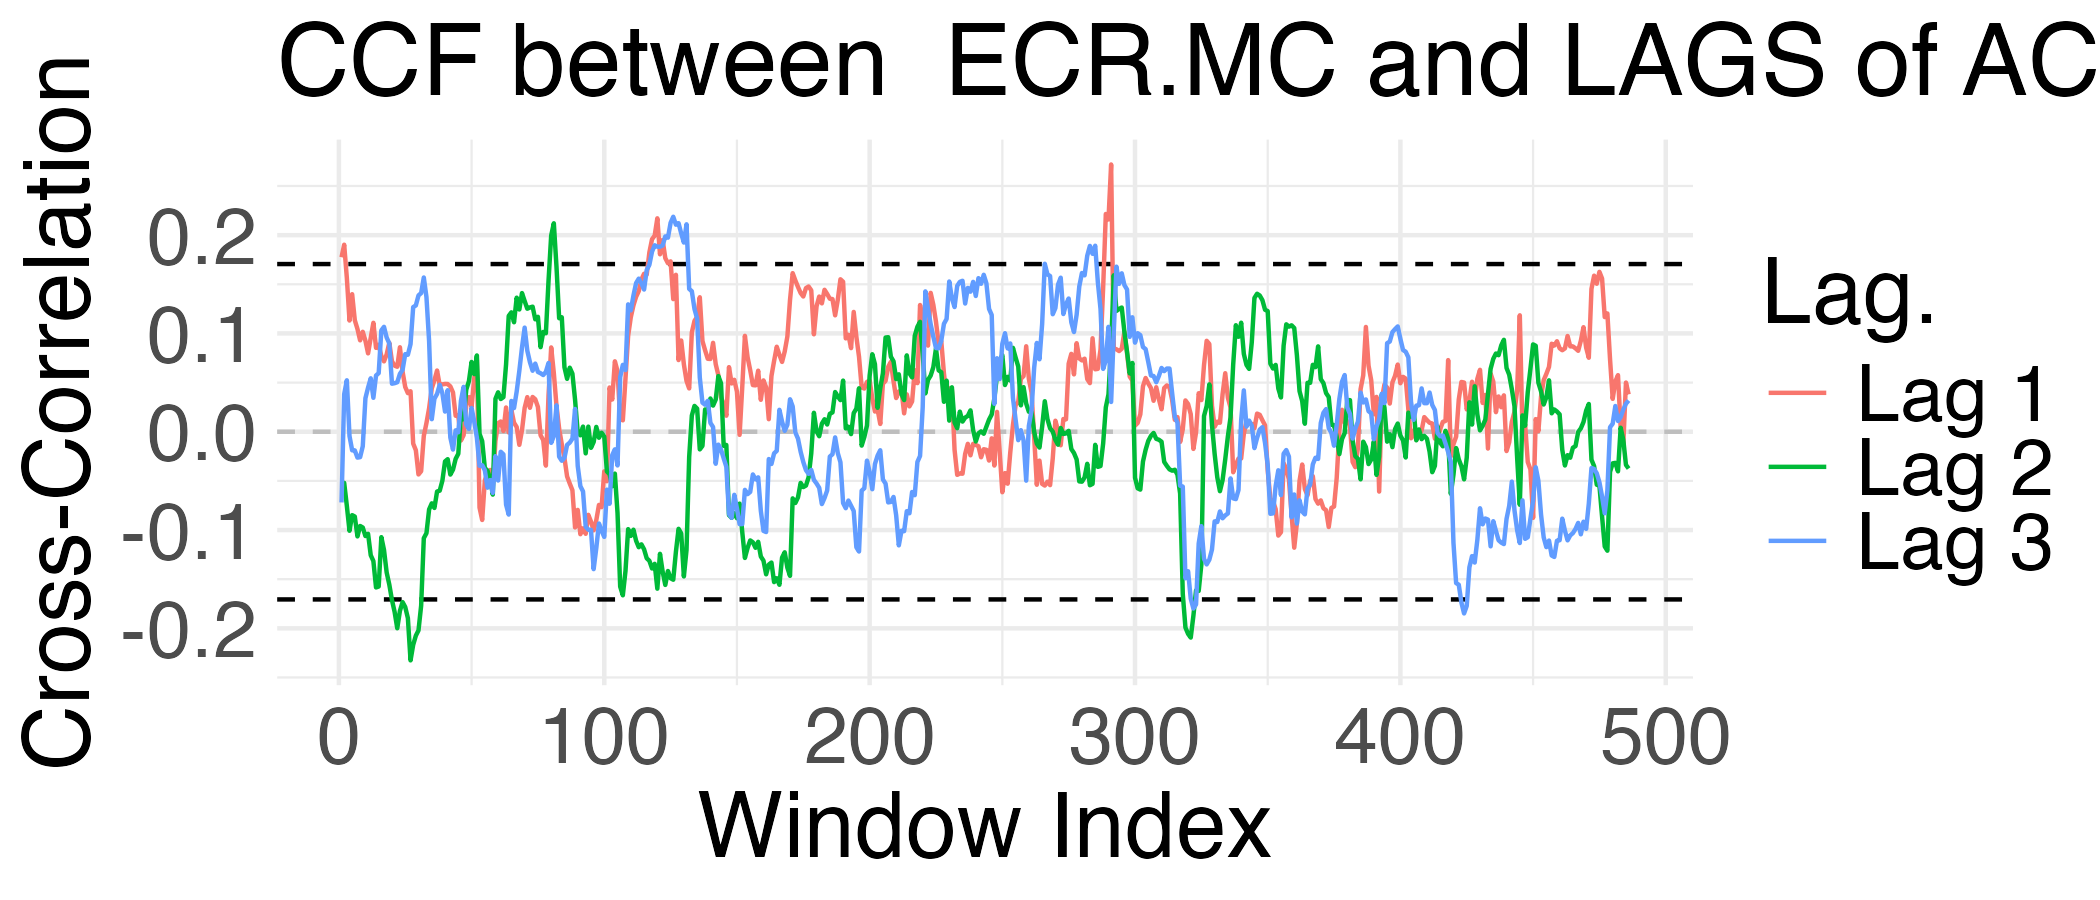 CCF between ECR.MC and LAGS of AC
Cross-Correlation
0.2
0.1
0.0
-0.1
-0.2
0 100 200 300 400 500
Window Index
Lag.
Lag 1
Lag 2
Lag 3